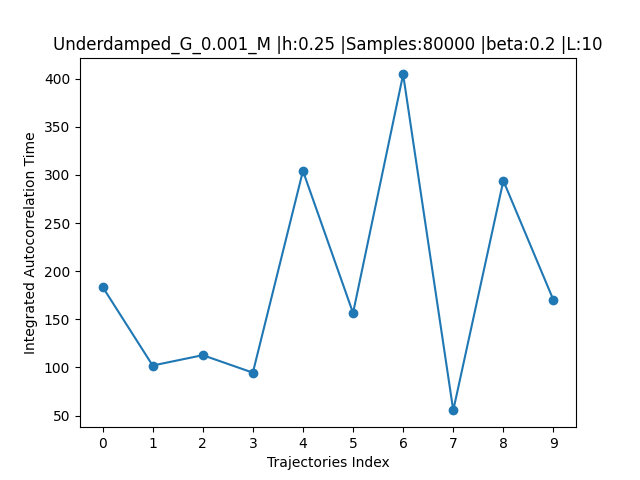 Underdamped_G_0.001_M |h:0.25 |Samples:80000 |beta:0.2 |L:10
400
350
300
250
200
150
100
50
Integrated Autocorrelation Time
0 1 2 3 4 5 6 7 8 9
Trajectories Index